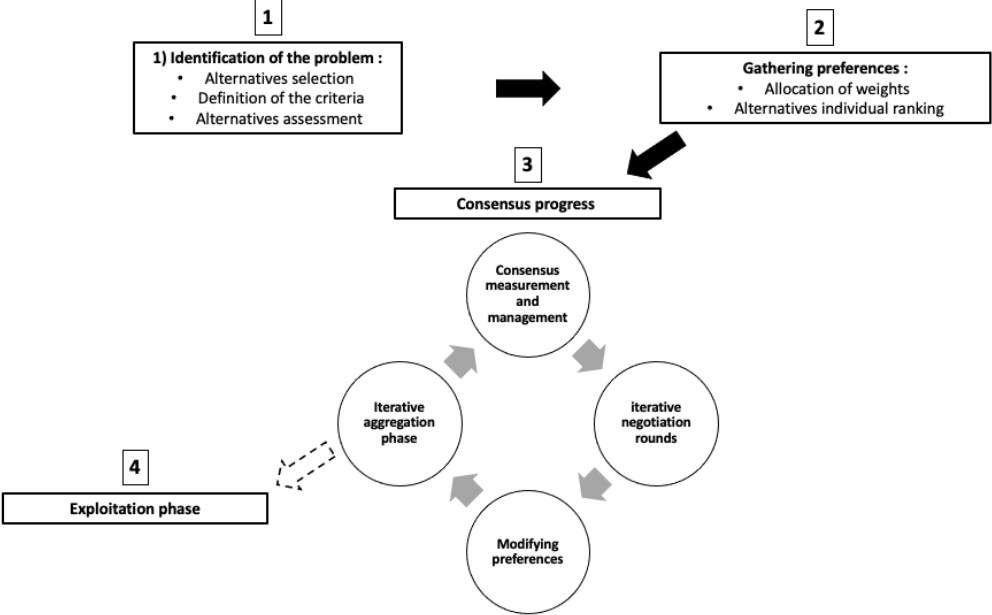 1
1) Identification of the problem :
• Alternatives selection
• Definition of the criteria
• Alternatives assessment
2
Gathering preferences :
• Allocation of weights
• Alternatives individual ranking
3
Consensus progress
Consensus
measurement
and
management
iterative
negotiation
rounds
Modifying
preferences
Iterative
aggregation
phase
4
Exploitation phase